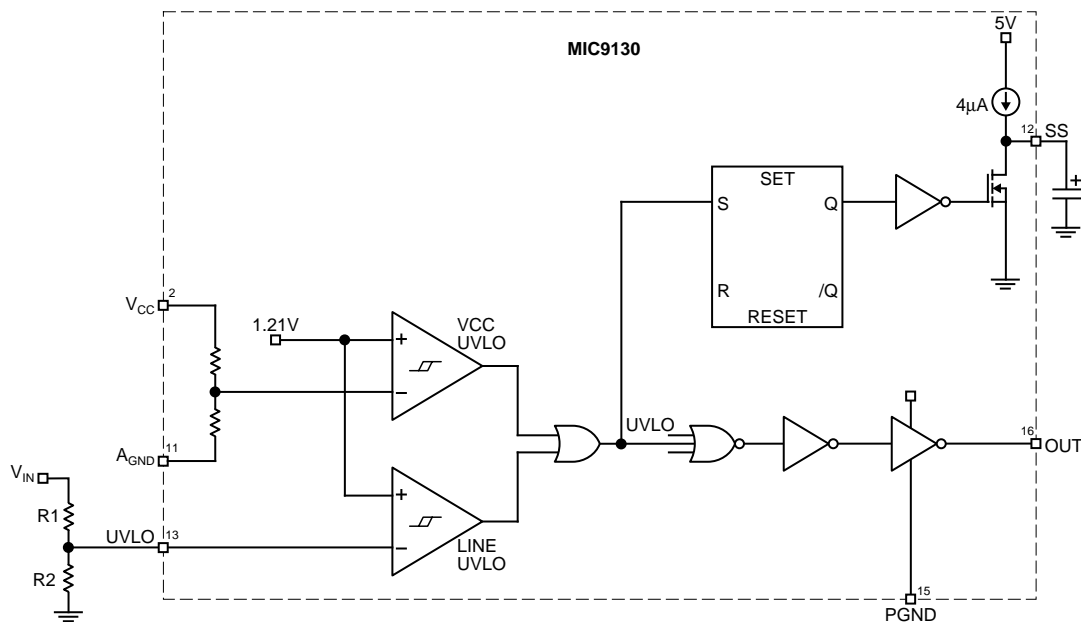 5V
MIC9130
4µA
12 SS
+
SET
S Q
R /Q
RESET
2
VCC
1.21V
VCC
UVLO
+
−
11
AGND
UVLO
16
OUT
VIN
R1
UVLO 13
R2
+
−
LINE
UVLO
15
PGND